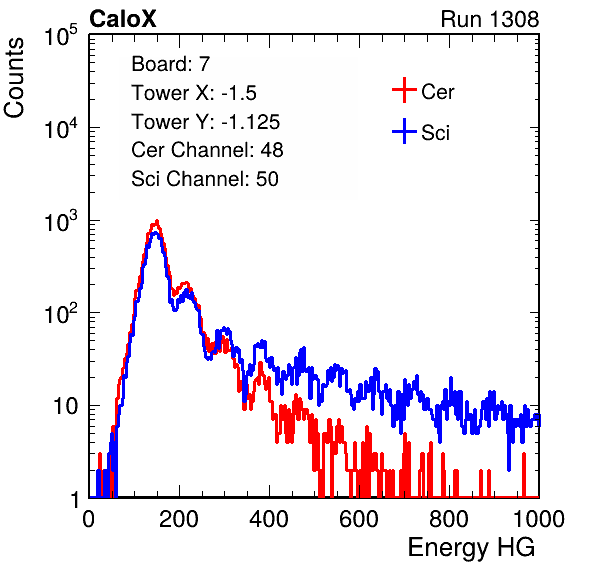 CaloX Run 1308
Counts
Board: 7
Tower X: -1.5
Tower Y: -1.125
Cer Channel: 48
Sci Channel: 50
Cer
Sci
10^5
10^4
10^3
10^2
10
1
0 200 400 600 800 1000
Energy HG